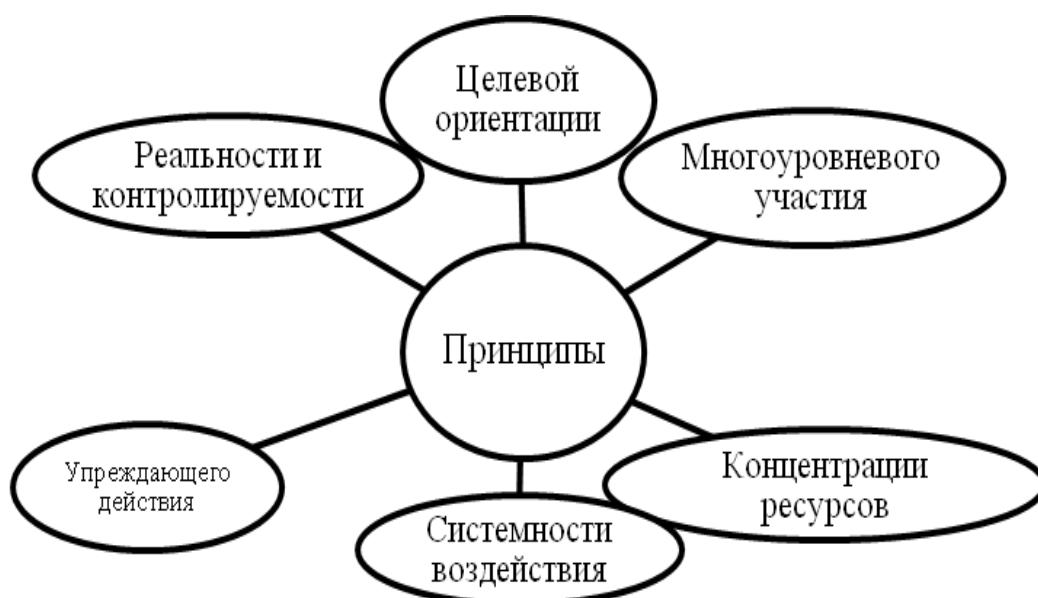 Целевой
ориентации
Реальности и
контролируемости
Многоуровневого
участия
Принципы
Упреждающего
действия
Концентрации
ресурсов
Системности
воздействия